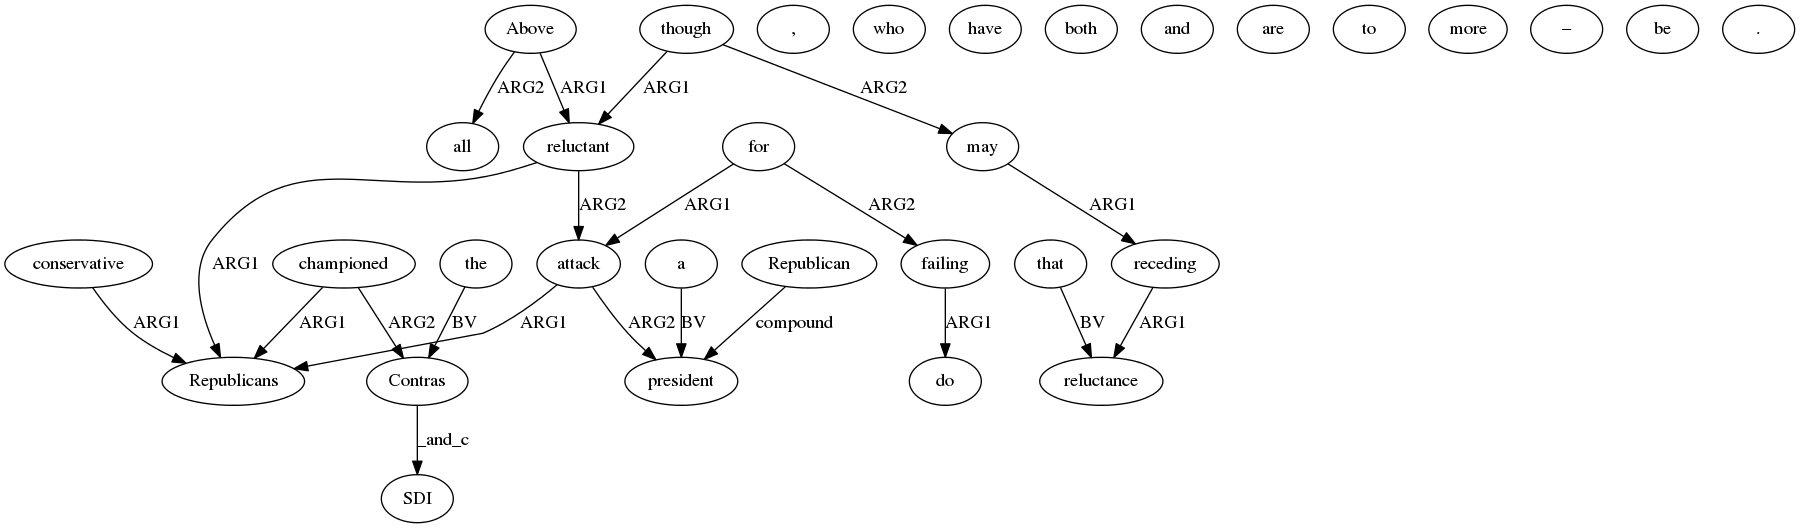 Above though , who have both and are to more – be .
ARG2 ARG1 ARG1 ARG2
all reluctant for may
ARG2 ARG1 ARG2 ARG1
conservative championed the attack a Republican failing that receding
ARG1
ARG1 ARG1 ARG2 BV ARG1 ARG2 BV compound ARG1 BV ARG1
Republicans Contras president do reluctance
_and_c
SDI